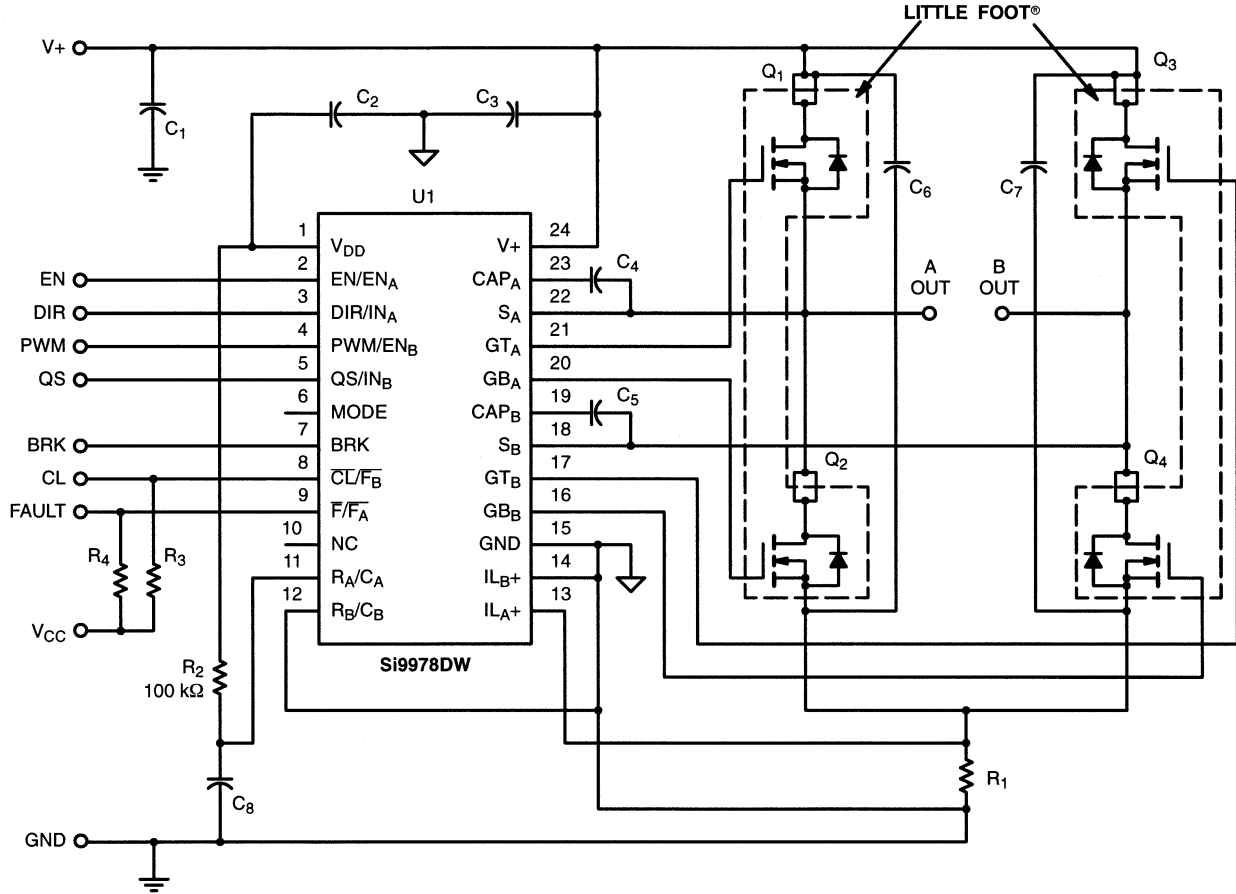 LITTLE FOOT®
V+
C1
C2
C3
Q1
Q3
C6
C7
U1
1 VDD
2 EN/ENA
3 DIR/INA
4 PWM/ENB
5 QS/INB
6 MODE
7 BRK
8 CL/FB
9 F/FA
10 NC
11 RA/CA
12 RB/CB
24 V+
23 CAPA
22 SA
21 GTA
20 GBA
19 CAPB
18 SB
17 GTB
16 GBB
15 GND
14 ILB+
13 ILA+
Si9978DW
EN
DIR
PWM
QS
BRK
CL
FAULT
R4
R3
VCC
R2
100 kΩ
C8
GND
C4
C5
A
OUT
B
OUT
Q2
Q4
R1